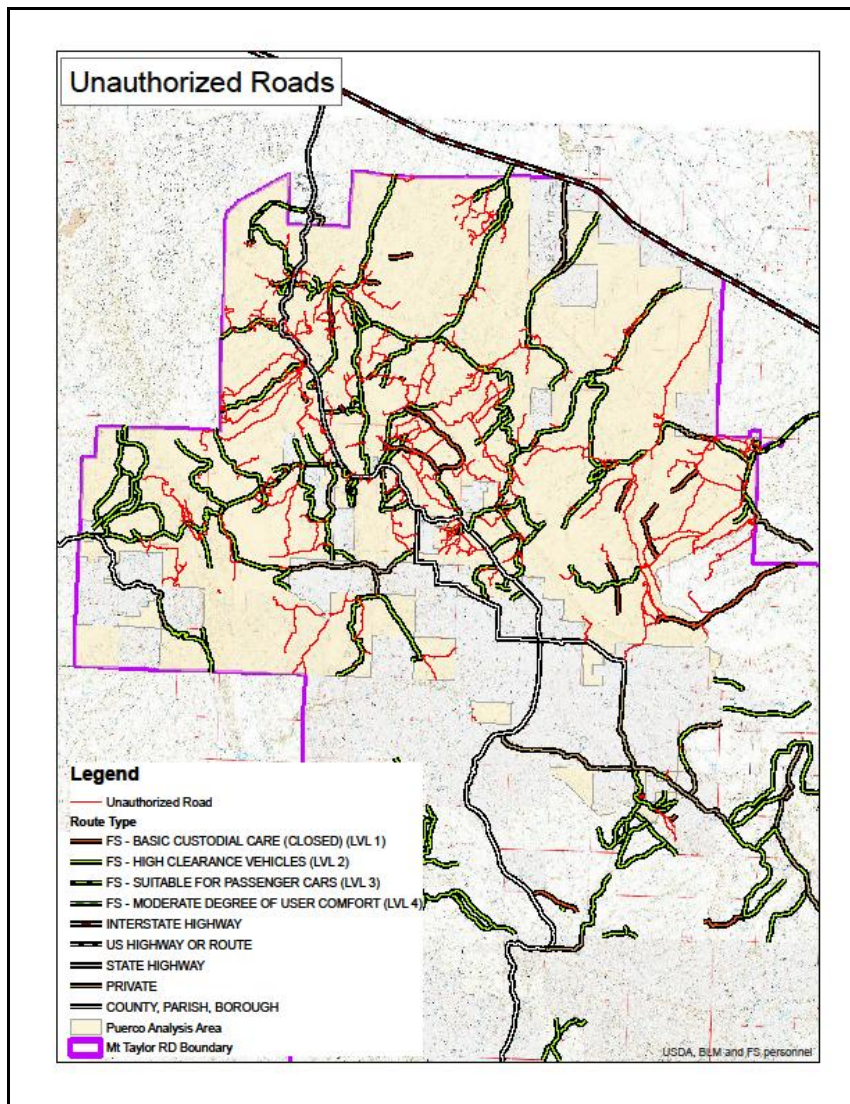 Unauthorized Roads
Legend
Unauthorized Road
Route Type
FS - BASIC CUSTODIAL CARE (CLOSED) (LVL 1)
FS - HIGH CLEARANCE VEHICLES (LVL 2)
FS - SUITABLE FOR PASSENGER CARS (LVL 3)
FS - MODERATE DEGREE OF USER COMFORT (LVL 4)
INTERSTATE HIGHWAY
US HIGHWAY OR ROUTE
STATE HIGHWAY
PRIVATE
COUNTY, PARISH, BOROUGH
Puerco Analysis Area
Mt Taylor RD Boundary
USDA, BLM and FS personnel